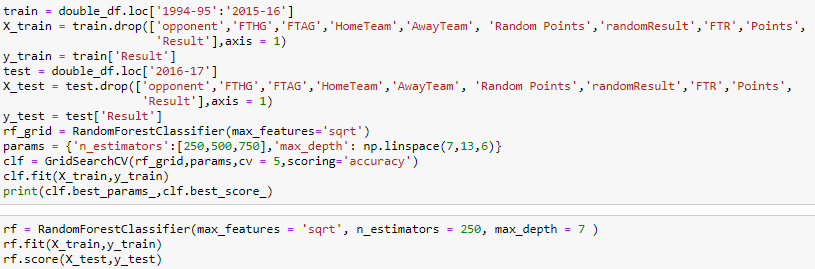 train = double_df.loc['1994-95':'2015-16']
X_train = train.drop(['opponent','FTHG','FTAG','HomeTeam','AwayTeam', 'Random Points','randomResult','FTR','Points',
'Result'],axis = 1)
y_train = train['Result']
test = double_df.loc['2016-17']
X_test = test.drop(['opponent','FTHG','FTAG','HomeTeam','AwayTeam', 'Random Points','randomResult','FTR','Points',
'Result'],axis = 1)
y_test = test['Result']
rf_grid = RandomForestClassifier(max_features='sqrt')
params = {'n_estimators':[250,500,750],'max_depth': np.linspace(7,13,6)}
clf = GridSearchCV(rf_grid,params,cv = 5,scoring='accuracy')
clf.fit(X_train,y_train)
print(clf.best_params_,clf.best_score_)
rf = RandomForestClassifier(max_features = 'sqrt', n_estimators = 250, max_depth = 7 )
rf.fit(X_train,y_train)
rf.score(X_test,y_test)